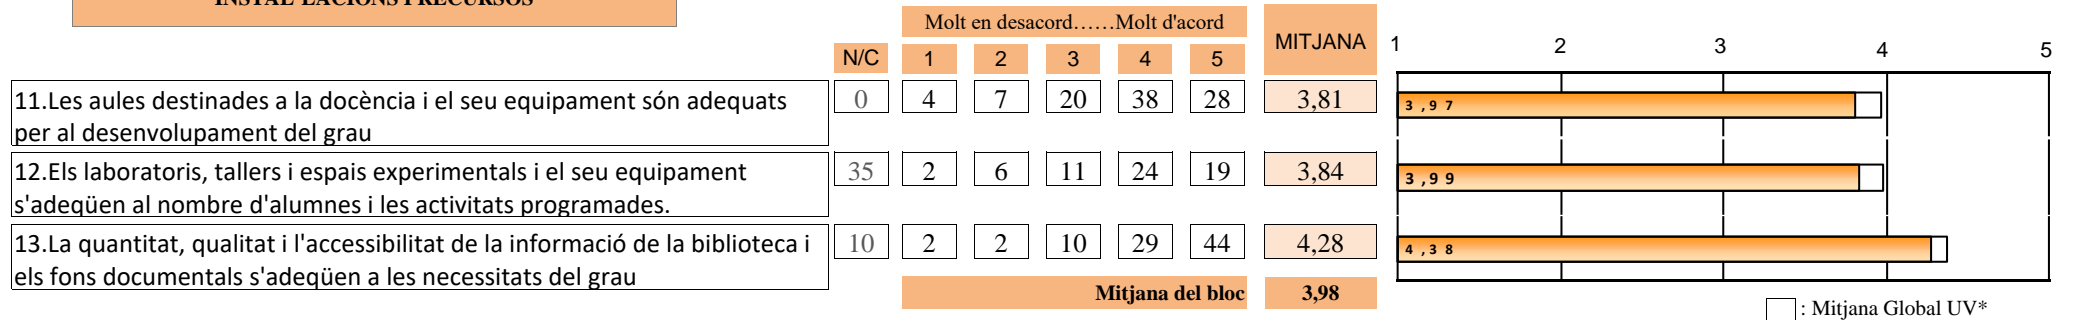 INSTAL·LACIONS I RECURSOS
Molt en desacord……Molt d'acord
MITJANA
N/C 1 2 3 4 5
1 2 3 4 5
11.Les aules destinades a la docència i el seu equipament són adequats
per al desenvolupament del grau
0 4 7 20 38 28 3,81
3,97
12.Els laboratoris, tallers i espais experimentals i el seu equipament
s'adeqüen al nombre d'alumnes i les activitats programades.
35 2 6 11 24 19 3,84
3,99
13.La quantitat, qualitat i l'accessibilitat de la informació de la biblioteca i
els fons documentals s'adeqüen a les necessitats del grau
10 2 2 10 29 44 4,28
4,38
Mitjana del bloc 3,98
: Mitjana Global UV*